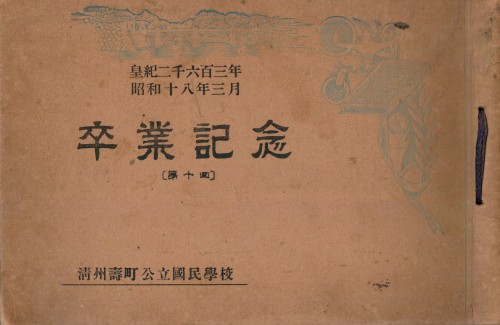 皇紀二千六百三年
昭和十八年三月
卒業記念
〔第十四〕
清州壽町公立國民學校